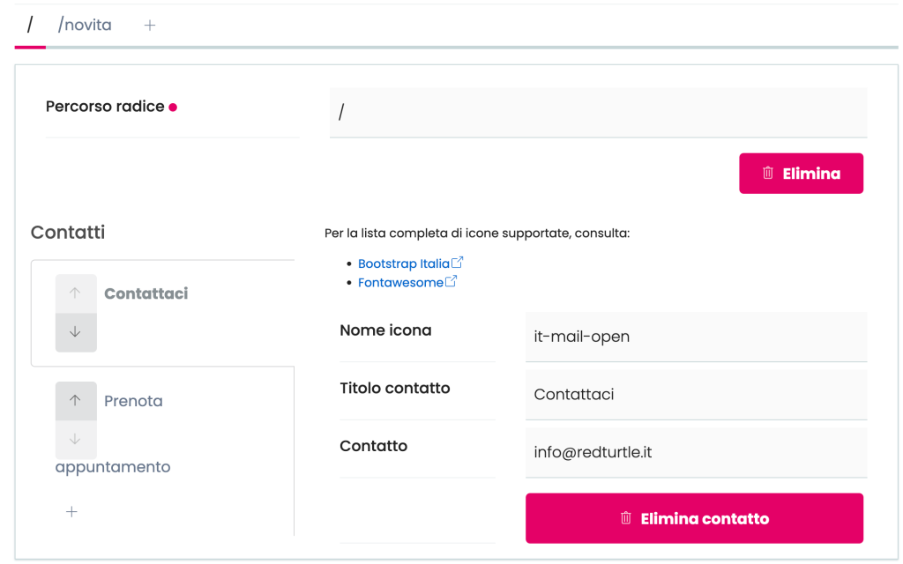 / /novita +
Percorso radice
/
Elimina
Contatti
Per la lista completa di icone supportate, consulta:
Contattaci
• Bootstrap Italia
• Fontawesome
Nome icona
it-mail-open
Titolo contatto
Contattaci
Prenota
appuntamento
Contatto
info@redturtle.it
+
Elimina contatto